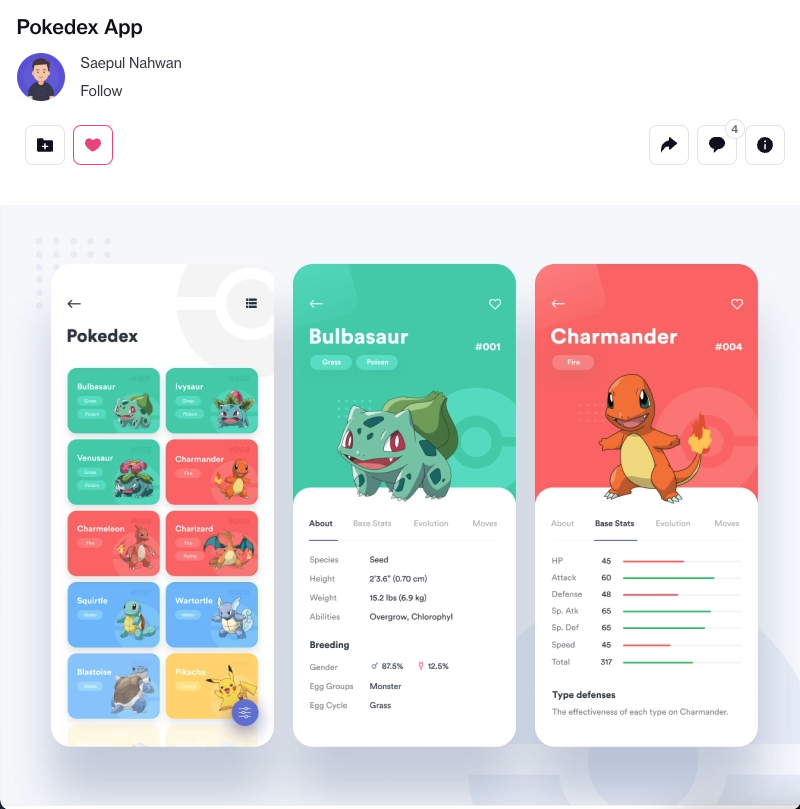 Pokedex App
Saepul Nahwan
Follow
4
Pokedex
Bulbasaur
Grass
Poison
Ivysaur
Grass
Poison
Venusaur
Grass
Poison
Charmander
Fire
Charmeleon
Fire
Charizard
Fire
Flying
Squirtle
Water
Wartortle
Water
Blastoise
Water
Pikachu
Bulbasaur
#001
Grass Poison
About Base Stats Evolution Moves
Species Seed
Height 2'3.6" (0.70 cm)
Weight 15.2 lbs (6.9 kg)
Abilities Overgrow, Chlorophyl
Breeding
Gender ♂ 87.5% ♀ 12.5%
Egg Groups Monster
Egg Cycle Grass
Charmander
#004
Fire
About Base Stats Evolution Moves
HP 45
Attack 60
Defense 48
Sp. Atk 65
Sp. Def 65
Speed 45
Total 317
Type defenses
The effectiveness of each type on Charmander.